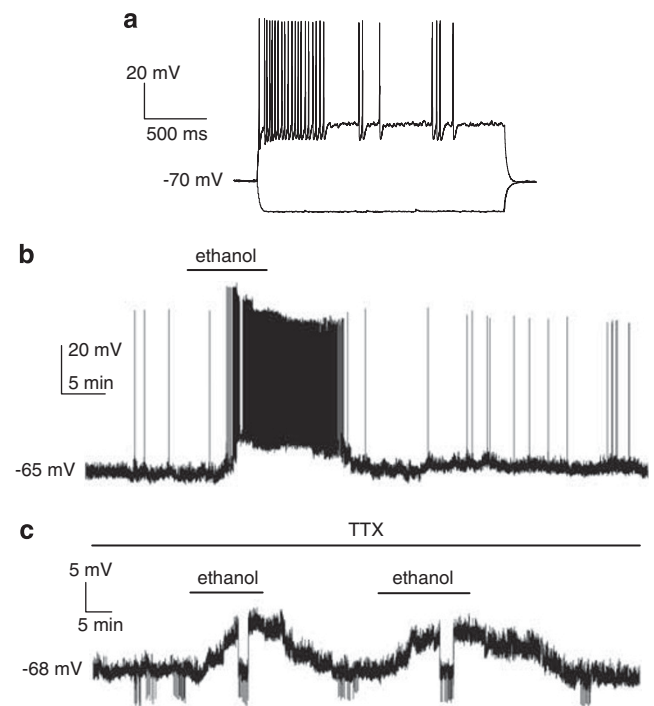 a
20 mV
500 ms
-70 mV
b
ethanol
20 mV
5 min
-65 mV
c
TTX
5 mV
5 min
ethanol
ethanol
-68 mV